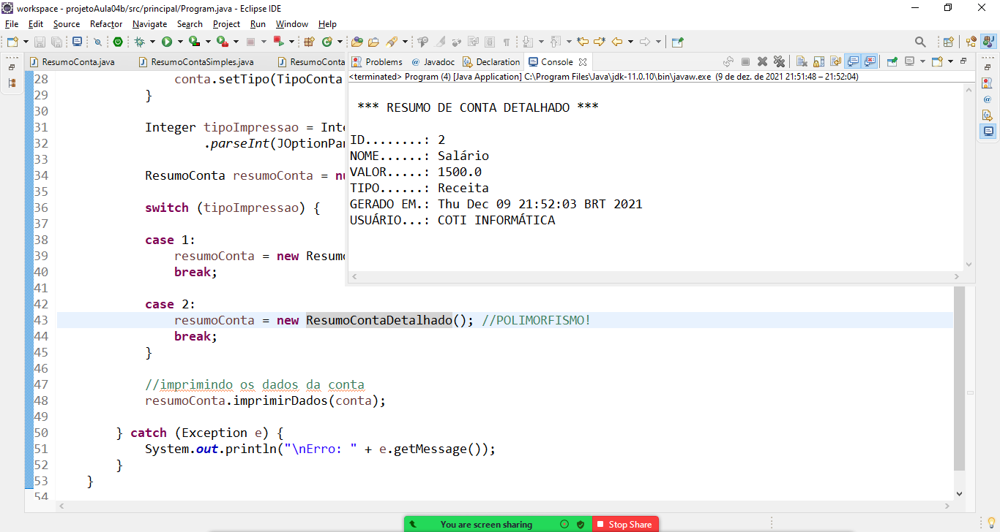 workspace - projetoAula04b/src/principal/Program.java - Eclipse IDE
File Edit Source Refactor Navigate Search Project Run Window Help
ResumoConta.java ResumoContaSimples.java ResumoConta
Problems @ Javadoc Declaration Console
<terminated> Program (4) [Java Application] C:\Program Files\Java\jdk-11.0.10\bin\javaw.exe (9 de dez. de 2021 21:51:48 – 21:52:04)
*** RESUMO DE CONTA DETALHADO ***
ID........: 2
NOME......: Salário
VALOR.....: 1500.0
TIPO......: Receita
GERADO EM.: Thu Dec 09 21:52:03 BRT 2021
USUÁRIO...: COTI INFORMÁTICA
28 conta.setTipo(TipoConta
29 }
30
31 Integer tipoImpressao = Inte
32 .parseInt(JOptionPan
33
34 ResumoConta resumoConta = nu
35
36 switch (tipoImpressao) {
37
38 case 1:
39 resumoConta = new Resumo
40 break;
41
42 case 2:
43 resumoConta = new ResumoContaDetalhado(); //POLIMORFISMO!
44 break;
45 }
46
47 //imprimindo os dados da conta
48 resumoConta.imprimirDados(conta);
49
50 } catch (Exception e) {
51 System.out.println("\nErro: " + e.getMessage());
52 }
53 }
54
You are screen sharing Stop Share